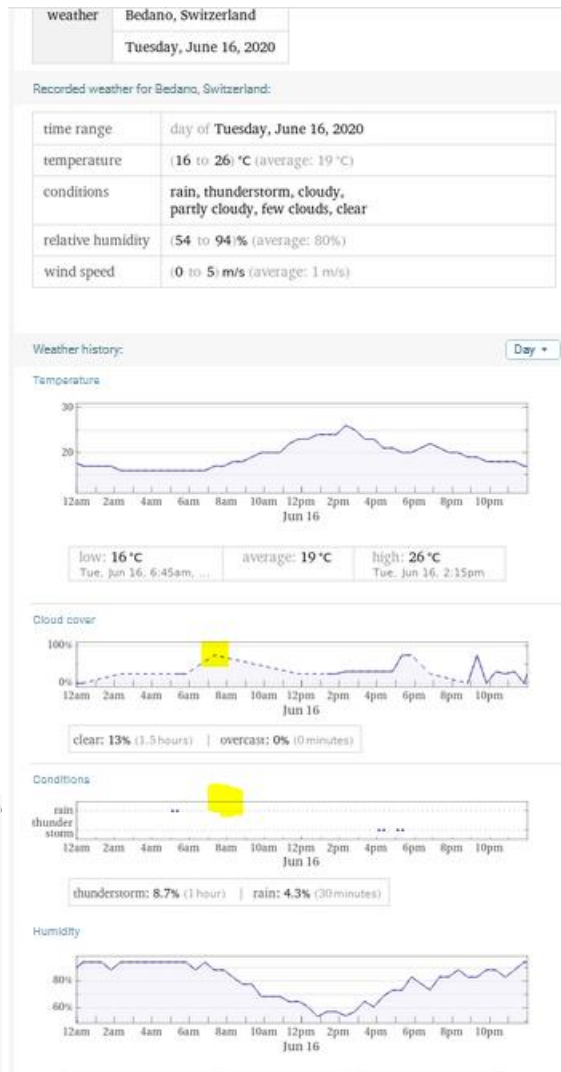 weather Bedano, Switzerland
Tuesday, June 16, 2020
Recorded weather for Bedano, Switzerland:
time range day of Tuesday, June 16, 2020
temperature (16 to 26) °C (average: 19 °C)
conditions rain, thunderstorm, cloudy,
partly cloudy, few clouds, clear
relative humidity (54 to 94)% (average: 80%)
wind speed (0 to 5) m/s (average: 1 m/s)
Weather history: Day
Temperature
30
20
12am 2am 4am 6am 8am 10am 12pm 2pm 4pm 6pm 8pm 10pm
Jun 16
low: 16 °C average: 19 °C high: 26 °C
Tue, Jun 16, 6:45am, ... Tue, Jun 16, 2:15pm
Cloud cover
100%
0%
12am 2am 4am 6am 8am 10am 12pm 2pm 4pm 6pm 8pm 10pm
Jun 16
clear: 13% (1.5 hours) | overcast: 0% (0 minutes)
Conditions
rain
thunder
storm
12am 2am 4am 6am 8am 10am 12pm 2pm 4pm 6pm 8pm 10pm
Jun 16
thunderstorm: 8.7% (1 hour) | rain: 4.3% (30 minutes)
Humidity
80%
60%
12am 2am 4am 6am 8am 10am 12pm 2pm 4pm 6pm 8pm 10pm
Jun 16